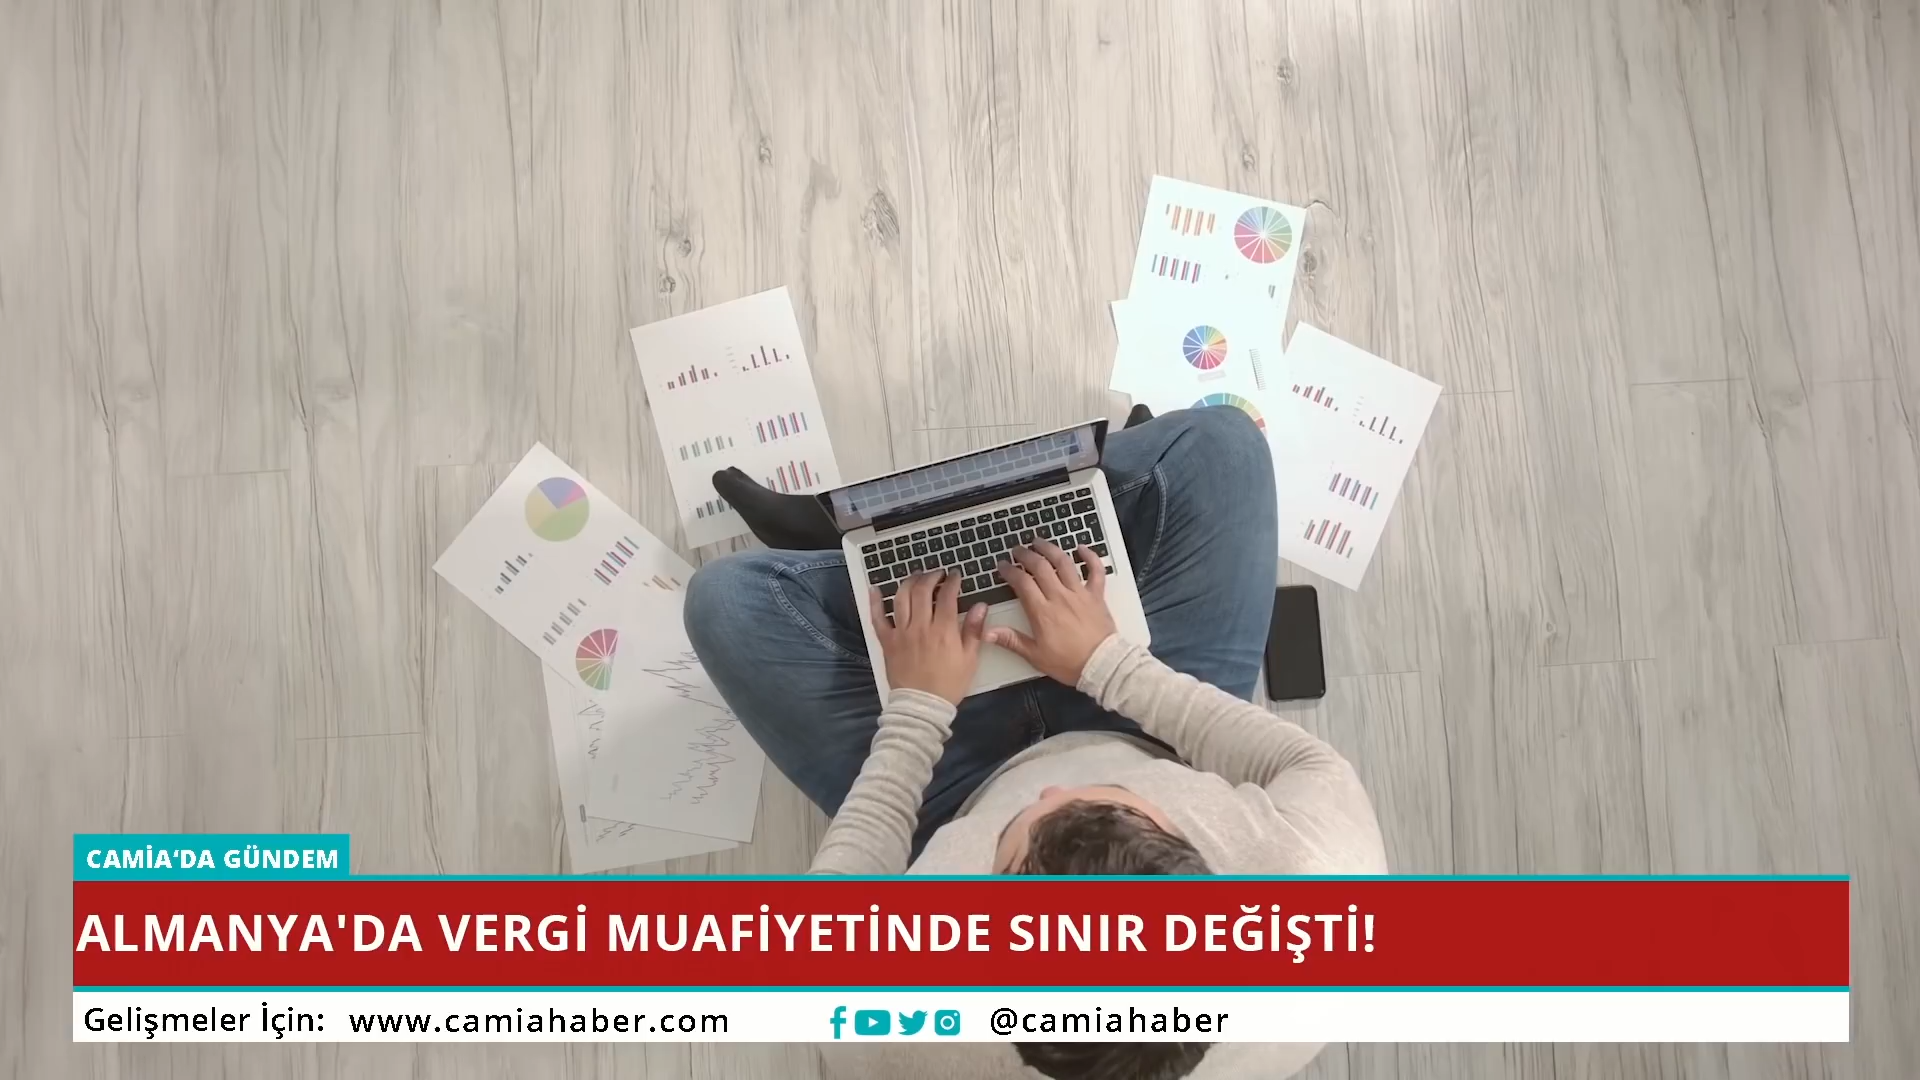 CAMİA‘DA GÜNDEM
ALMANYA'DA VERGİ MUAFİYETİNDE SINIR DEĞİŞTİ!
Gelişmeler İçin: www.camiahaber.com @camiahaber